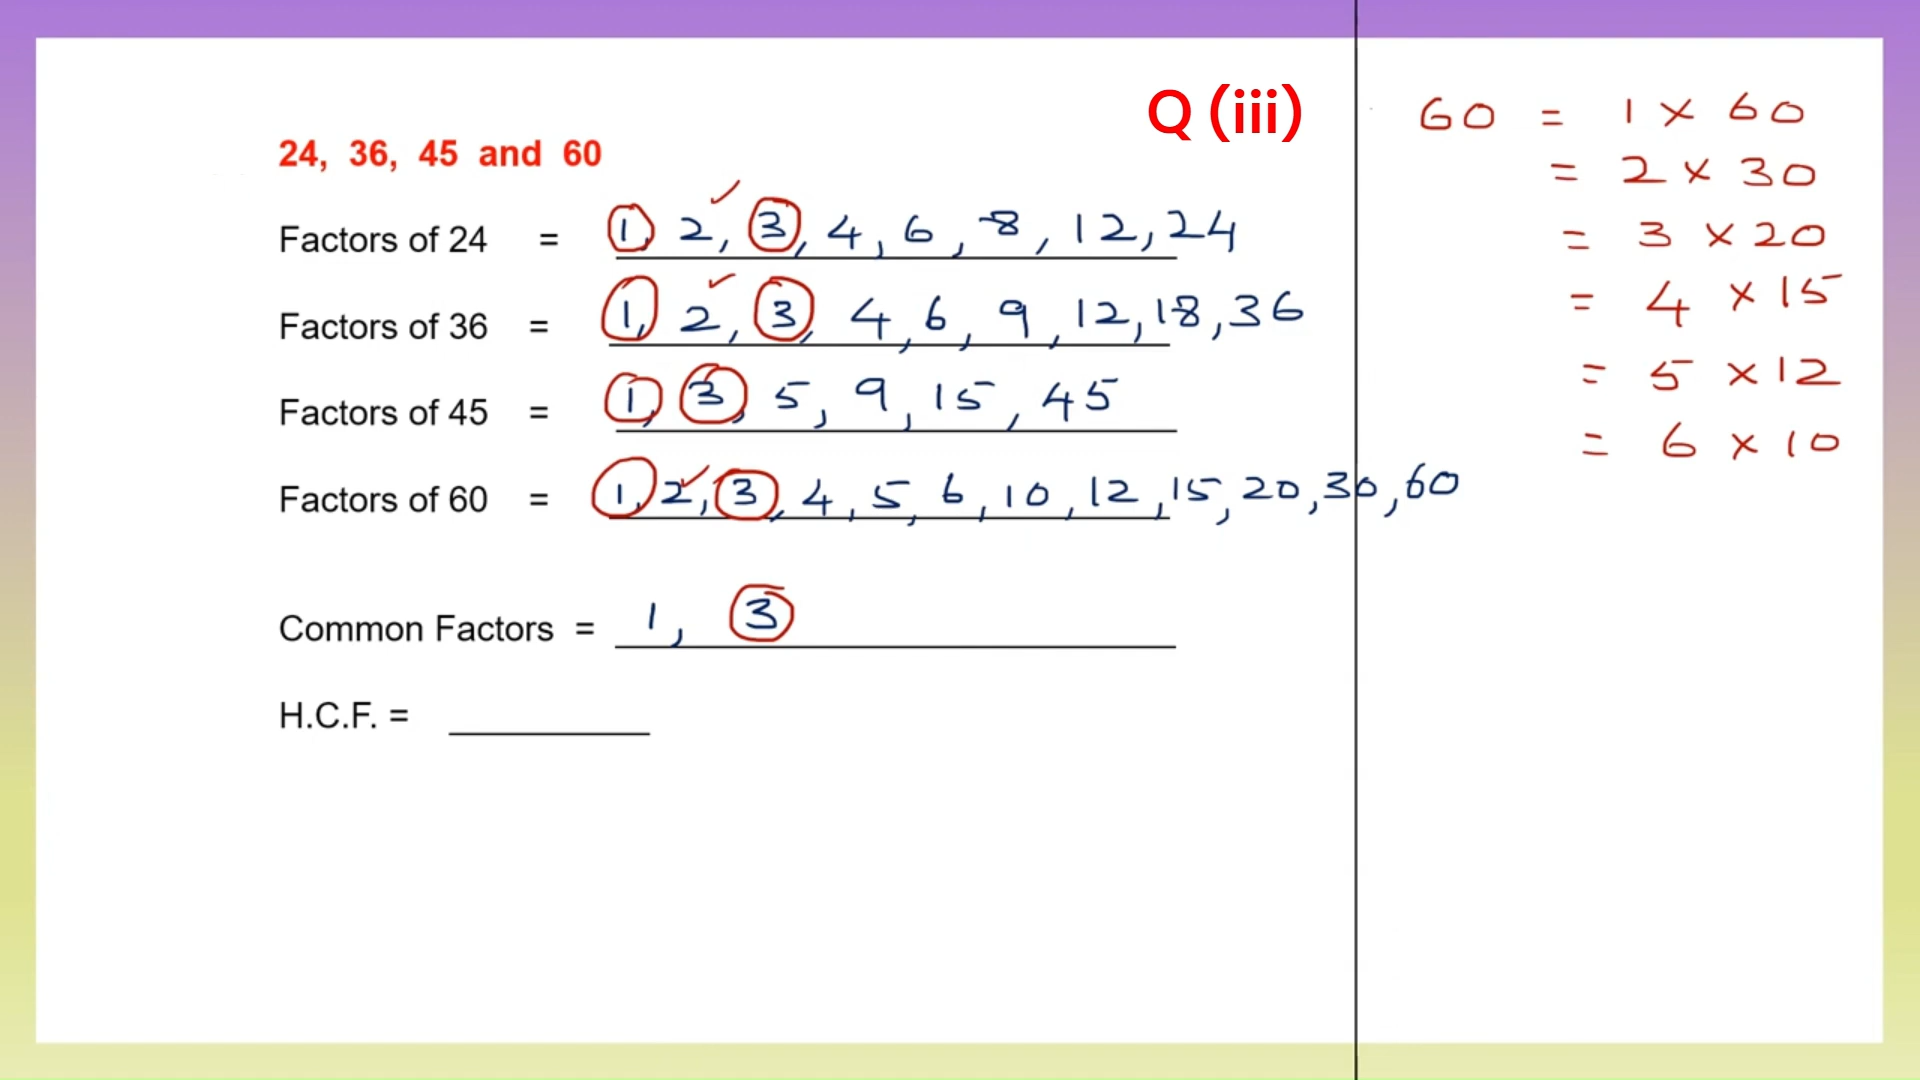 Q (iii)
24, 36, 45 and 60
Factors of 24 = 1, 2, 3, 4, 6, 8, 12, 24
Factors of 36 = 1, 2, 3, 4, 6, 9, 12, 18, 36
Factors of 45 = 1, 3, 5, 9, 15, 45
Factors of 60 = 1, 2, 3, 4, 5, 6, 10, 12, 15, 20, 30, 60
Common Factors = 1, 3
H.C.F. =
60 = 1 × 60
= 2 × 30
= 3 × 20
= 4 × 15
= 5 × 12
= 6 × 10